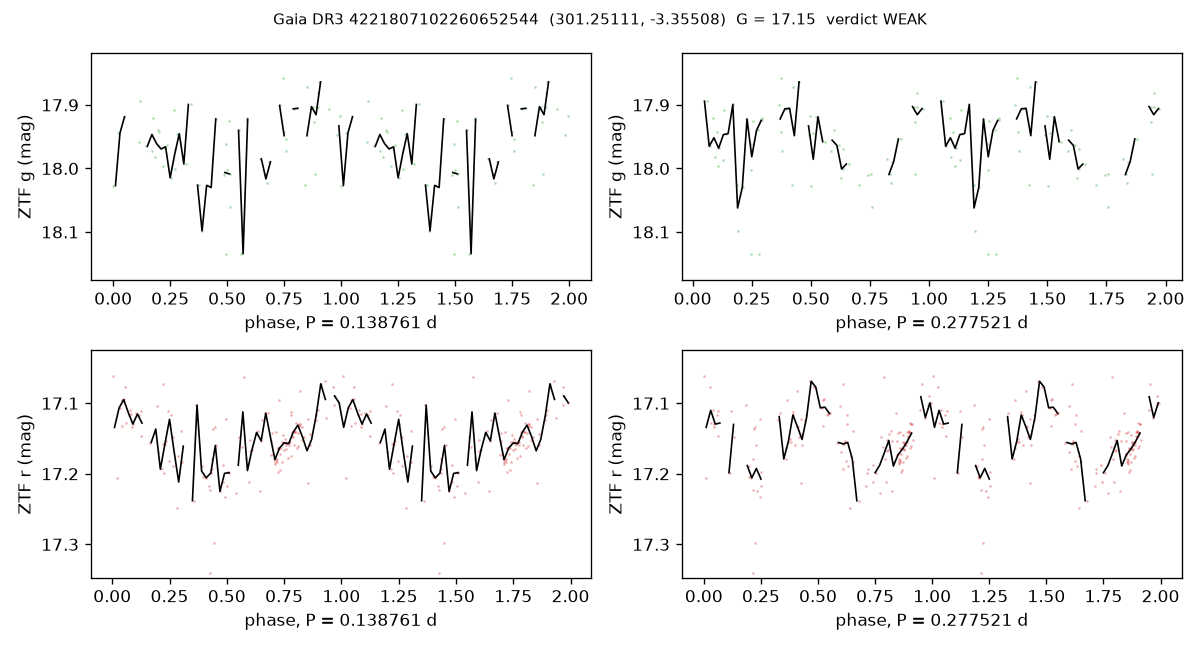 Gaia DR3 4221807102260652544 (301.25111, -3.35508) G = 17.15 verdict WEAK
ZTF g (mag)
17.9
18.0
18.1
0.00 0.25 0.50 0.75 1.00 1.25 1.50 1.75 2.00
phase, P = 0.138761 d
ZTF g (mag)
17.9
18.0
18.1
0.00 0.25 0.50 0.75 1.00 1.25 1.50 1.75 2.00
phase, P = 0.277521 d
ZTF r (mag)
17.1
17.2
17.3
0.00 0.25 0.50 0.75 1.00 1.25 1.50 1.75 2.00
phase, P = 0.138761 d
ZTF r (mag)
17.1
17.2
17.3
0.00 0.25 0.50 0.75 1.00 1.25 1.50 1.75 2.00
phase, P = 0.277521 d